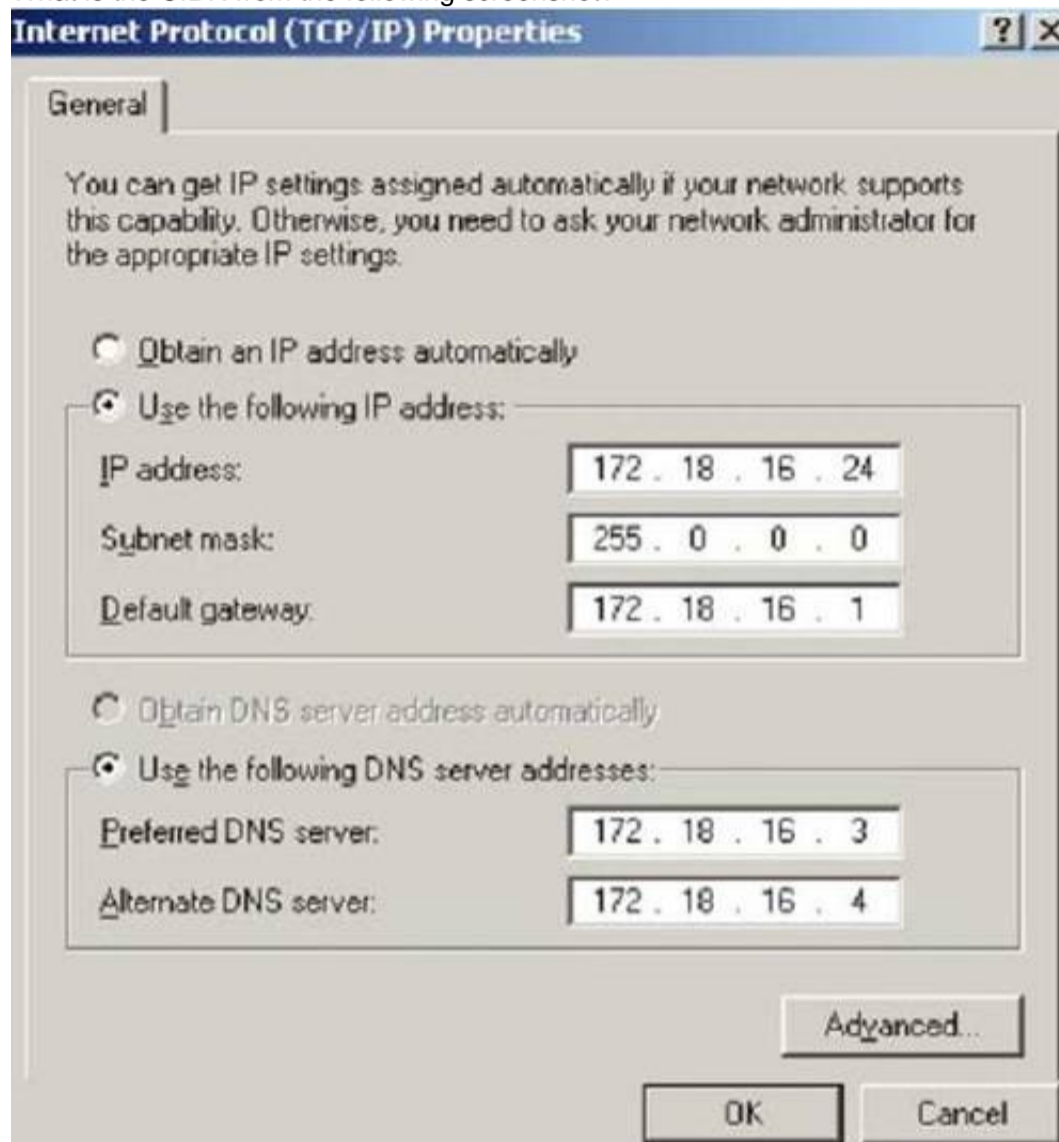 Internet Protocol (TCP/IP) Properties
General
You can get IP settings assigned automatically if your network supports
this capability. Otherwise, you need to ask your network administrator for
the appropriate IP settings.
Obtain an IP address automatically
Use the following IP address:
IP address: 172 . 18 . 16 . 24
Subnet mask: 255 . 0 . 0 . 0
Default gateway: 172 . 18 . 16 . 1
Obtain DNS server address automatically
Use the following DNS server addresses:
Preferred DNS server: 172 . 18 . 16 . 3
Alternate DNS server: 172 . 18 . 16 . 4
Advanced...
OK Cancel